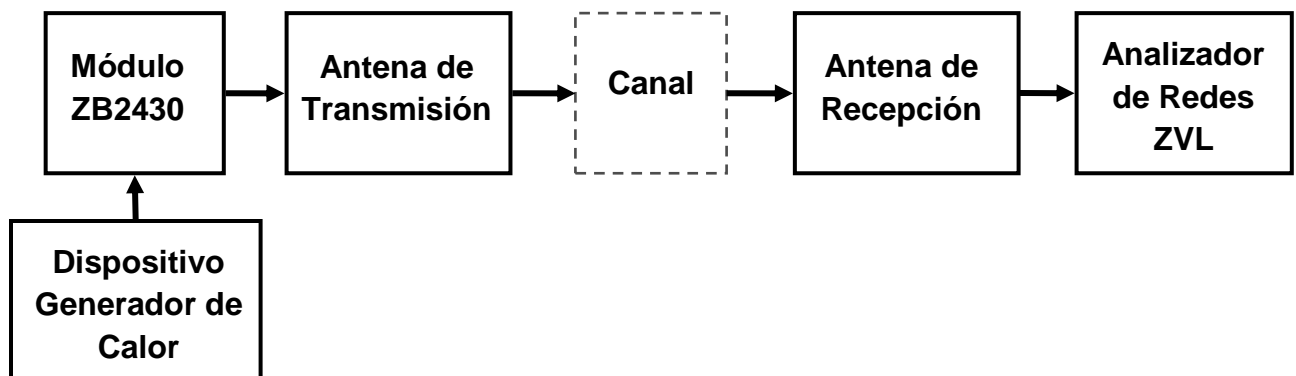 Módulo
ZB2430
Antena de
Transmisión
Canal
Antena de
Recepción
Analizador
de Redes
ZVL
Dispositivo
Generador de
Calor